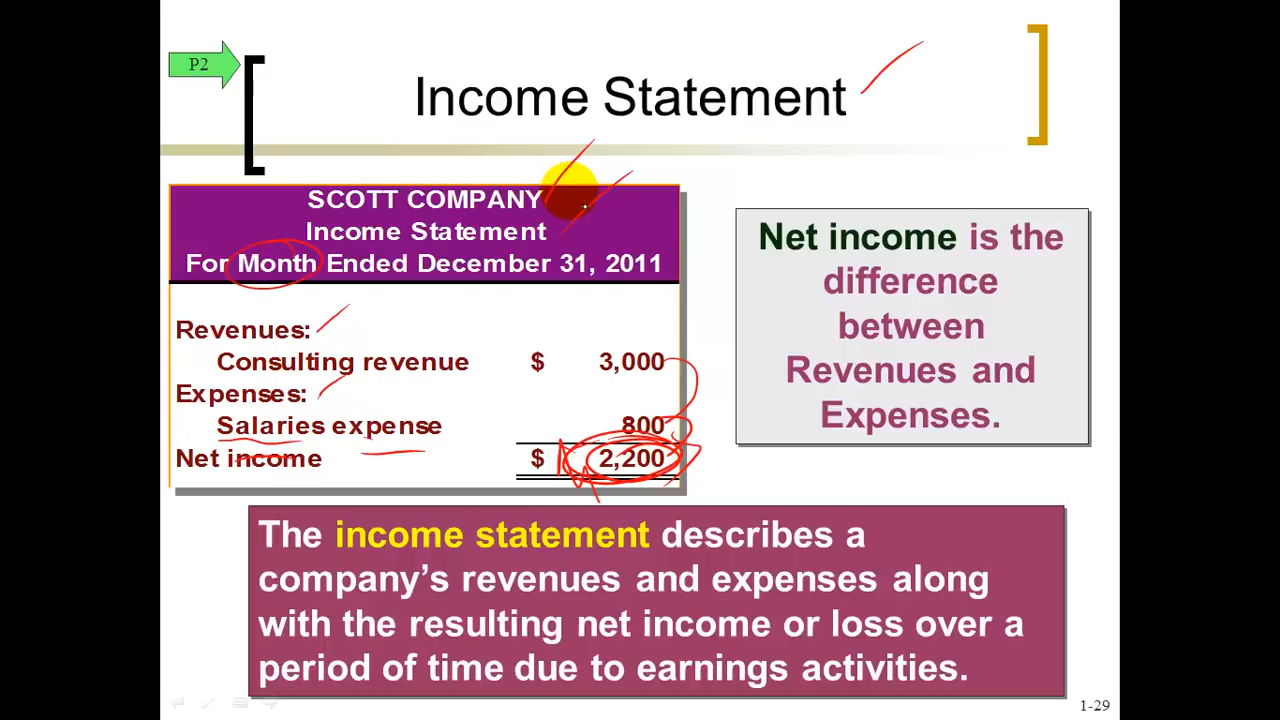 P2
Income Statement
SCOTT COMPANY
Income Statement
For Month Ended December 31, 2011
Revenues:
Consulting revenue $ 3,000
Expenses:
Salaries expense 800
Net income $ 2,200
Net income is the
difference
between
Revenues and
Expenses.
The income statement describes a
company’s revenues and expenses along
with the resulting net income or loss over a
period of time due to earnings activities.
1-29